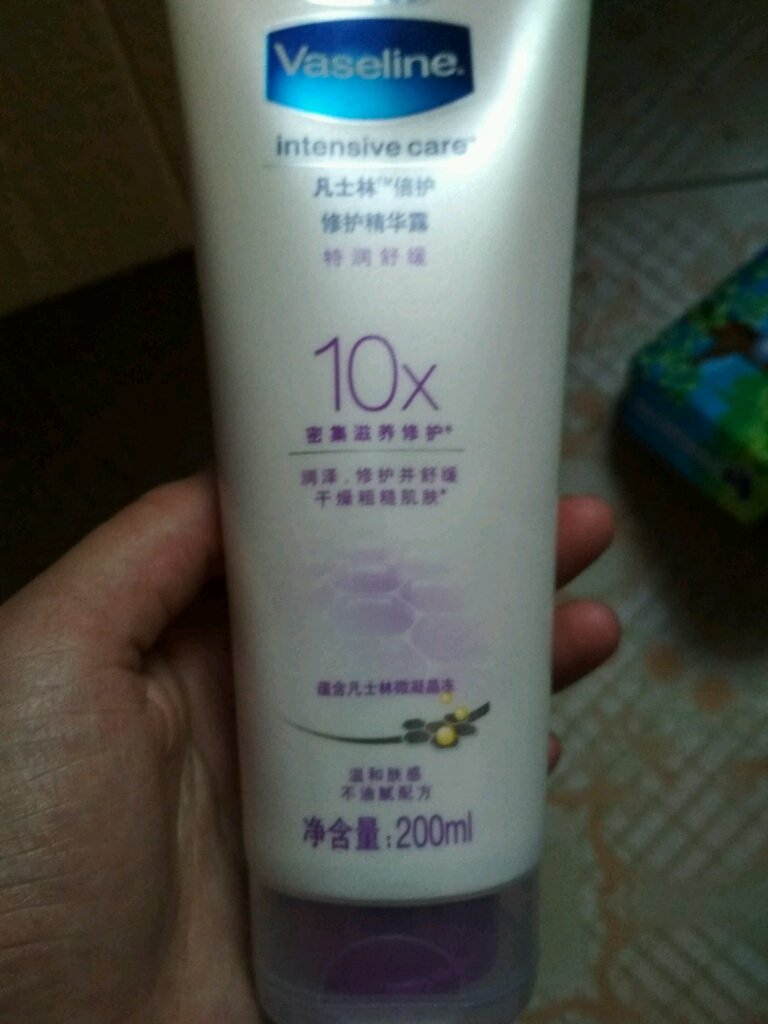 Vaseline.
intensive care™
凡士林™倍护
修护精华露
特润舒缓
10x
密集滋养修护*
润泽，修护并舒缓
干燥粗糙肌肤*
蕴含凡士林微凝晶冻
温和肤感
不油腻配方
净含量：200ml